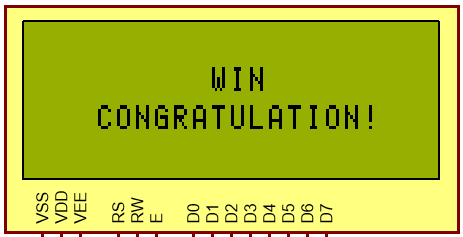 WIN
CONGRATULATION!
VSS VDD VEE RS RW E D0 D1 D2 D3 D4 D5 D6 D7